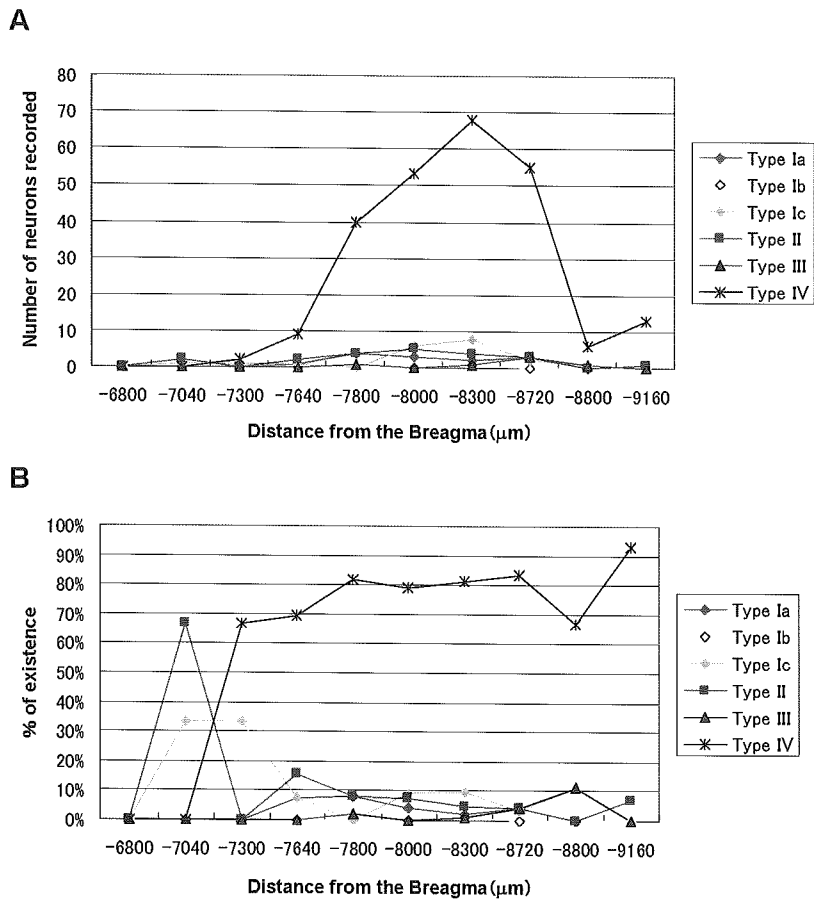 A
80
70
60
50
40
30
20
10
0
Number of neurons recorded
-6800 -7040 -7300 -7640 -7800 -8000 -8300 -8720 -8800 -9160
Distance from the Breagma(μm)
Type Ia
Type Ib
Type Ic
Type II
Type III
Type IV
B
100%
90%
80%
70%
60%
50%
40%
30%
20%
10%
0%
% of existence
-6800 -7040 -7300 -7640 -7800 -8000 -8300 -8720 -8800 -9160
Distance from the Breagma(μm)
Type Ia
Type Ib
Type Ic
Type II
Type III
Type IV